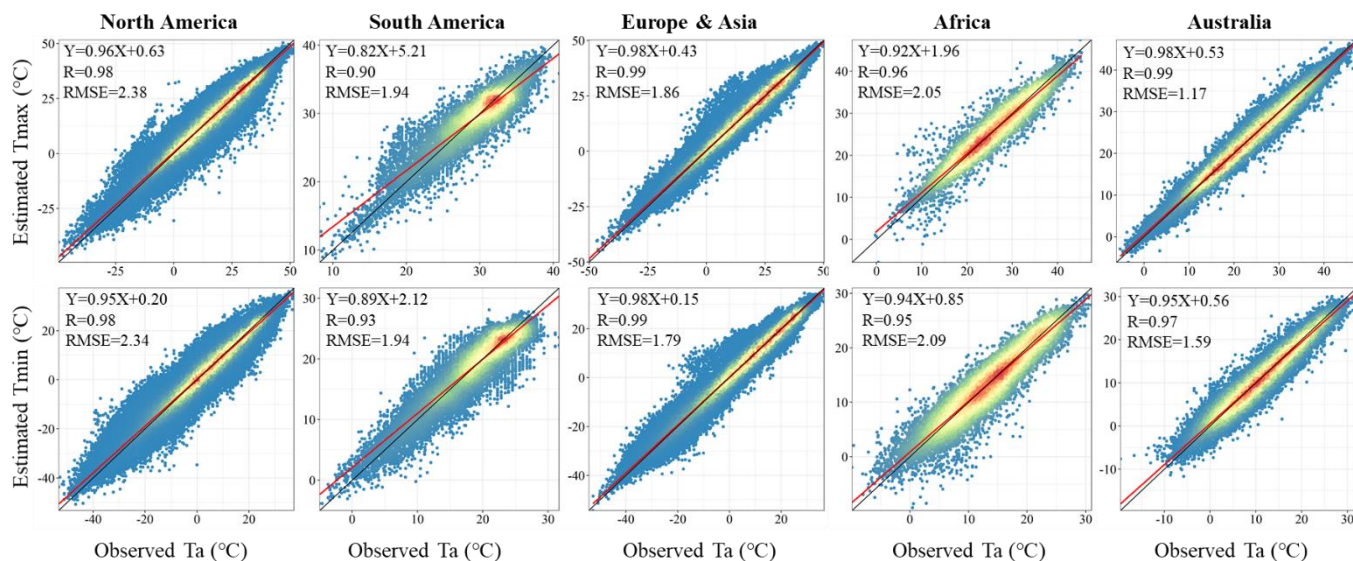 North America
South America
Europe & Asia
Africa
Australia
Estimated Tmax (℃)
Y=0.96X+0.63
R=0.98
RMSE=2.38
50
25
0
-25
-25
0
25
50
Y=0.82X+5.21
R=0.90
RMSE=1.94
40
30
20
10
10
20
30
40
Y=0.98X+0.43
R=0.99
RMSE=1.86
50
25
0
-25
-50
-50
-25
0
25
50
Y=0.92X+1.96
R=0.96
RMSE=2.05
40
30
20
10
0
0
10
20
30
40
Y=0.98X+0.53
R=0.99
RMSE=1.17
40
30
20
10
0
0
10
20
30
40
Estimated Tmin (℃)
Y=0.95X+0.20
R=0.98
RMSE=2.34
20
0
-20
-40
-40
-20
0
20
Y=0.89X+2.12
R=0.93
RMSE=1.94
30
20
10
0
0
10
20
30
Y=0.98X+0.15
R=0.99
RMSE=1.79
20
0
-20
-40
-40
-20
0
20
Y=0.94X+0.85
R=0.95
RMSE=2.09
30
20
10
0
0
10
20
30
Y=0.95X+0.56
R=0.97
RMSE=1.59
30
20
10
0
-10
-10
0
10
20
30
Observed Ta (℃)
Observed Ta (℃)
Observed Ta (℃)
Observed Ta (℃)
Observed Ta (℃)